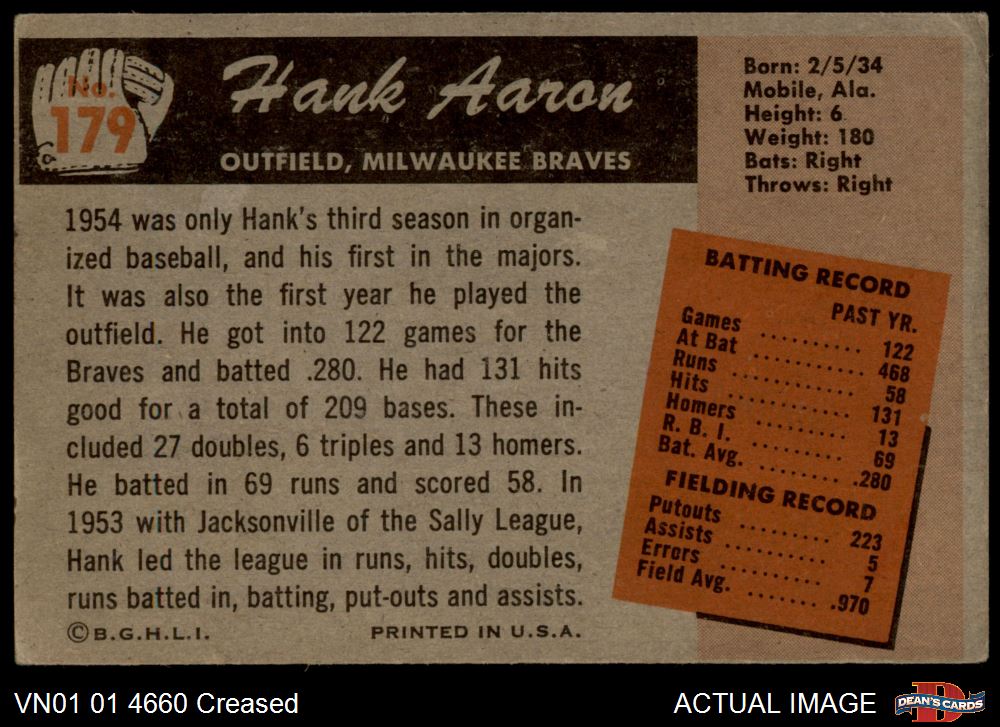 No.
179
Hank Aaron
OUTFIELD, MILWAUKEE BRAVES
Born: 2/5/34
Mobile, Ala.
Height: 6
Weight: 180
Bats: Right
Throws: Right
1954 was only Hank's third season in organ-
ized baseball, and his first in the majors.
It was also the first year he played the
outfield. He got into 122 games for the
Braves and batted .280. He had 131 hits
good for a total of 209 bases. These in-
cluded 27 doubles, 6 triples and 13 homers.
He batted in 69 runs and scored 58. In
1953 with Jacksonville of the Sally League,
Hank led the league in runs, hits, doubles,
runs batted in, batting, put-outs and assists.
©B.G.H.L.I. PRINTED IN U.S.A.
BATTING RECORD
PAST YR.
Games .......... 122
At Bat .......... 468
Runs .......... 58
Hits .......... 131
Homers ......... 13
R. B. I. ......... 69
Bat. Avg. ....... .280
FIELDING RECORD
Putouts ........ 223
Assists .......... 5
Errors .......... 7
Field Avg. ....... .970
VN01 01 4660 Creased
ACTUAL IMAGE
D
DEAN'S CARDS